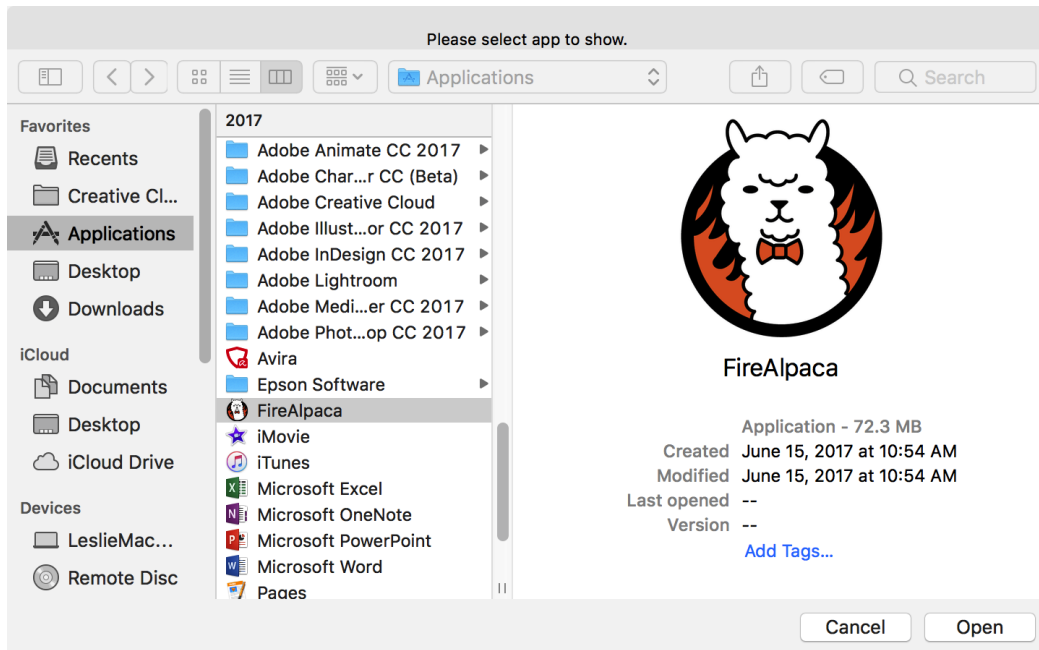 Please select app to show.
Applications
Search
Favorites
Recents
Creative Cl...
Applications
Desktop
Downloads
iCloud
Documents
Desktop
iCloud Drive
Devices
LeslieMac...
Remote Disc
2017
Adobe Animate CC 2017
Adobe Char...r CC (Beta)
Adobe Creative Cloud
Adobe Illust...or CC 2017
Adobe InDesign CC 2017
Adobe Lightroom
Adobe Medi...er CC 2017
Adobe Phot...op CC 2017
Avira
Epson Software
FireAlpaca
iMovie
iTunes
Microsoft Excel
Microsoft OneNote
Microsoft PowerPoint
Microsoft Word
Pages
FireAlpaca
Application - 72.3 MB
Created June 15, 2017 at 10:54 AM
Modified June 15, 2017 at 10:54 AM
Last opened --
Version --
Add Tags...
Cancel
Open